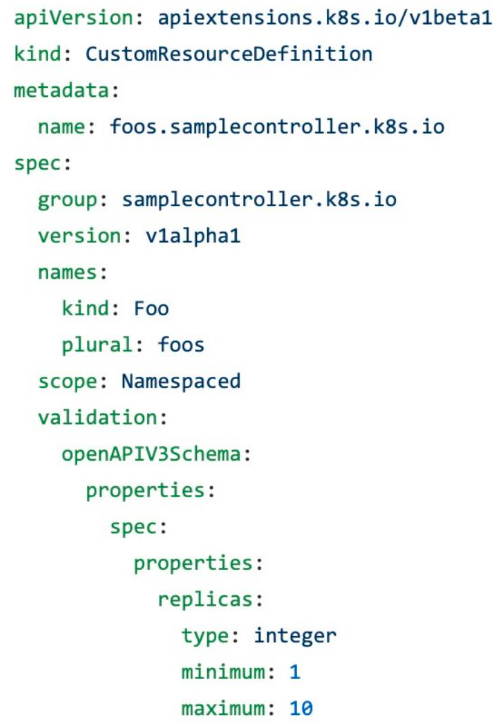 apiVersion: apiextensions.k8s.io/v1beta1
kind: CustomResourceDefinition
metadata:
  name: foos.samplecontroller.k8s.io
spec:
  group: samplecontroller.k8s.io
  version: v1alpha1
  names:
    kind: Foo
    plural: foos
  scope: Namespaced
  validation:
    openAPIV3Schema:
      properties:
        spec:
          properties:
            replicas:
              type: integer
              minimum: 1
              maximum: 10